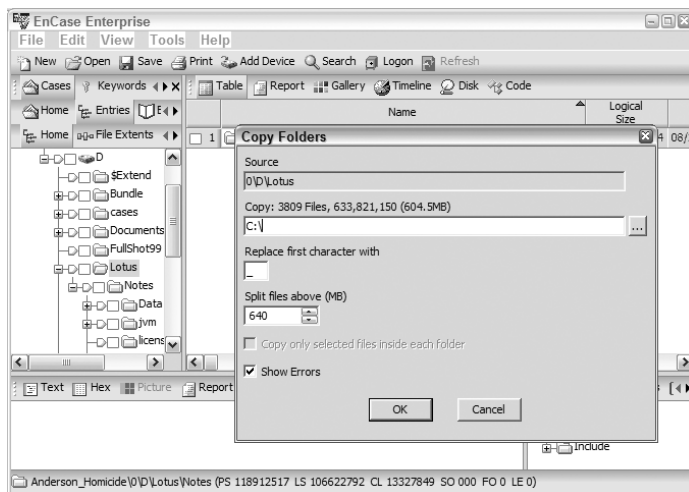 EnCase Enterprise
File Edit View Tools Help
New Open Save Print Add Device Search Logon Refresh
Cases Keywords Table Report Gallery Timeline Disk Code
Home Entries
Name Logical Size
Home File Extents
1 4 08/
D
$Extend
Bundle
cases
Documents
FullShot99
Lotus
Notes
Data
jvm
licens
Copy Folders
Source
0\D\Lotus
Copy: 3809 Files, 633,821,150 (604.5MB)
C:\
...
Replace first character with
_
Split files above (MB)
640
Copy only selected files inside each folder
Show Errors
OK Cancel
Text Hex Picture Report
Include
Anderson_Homicide\0\D\Lotus\Notes (PS 118912517 LS 106622792 CL 13327849 SO 000 FO 0 LE 0)